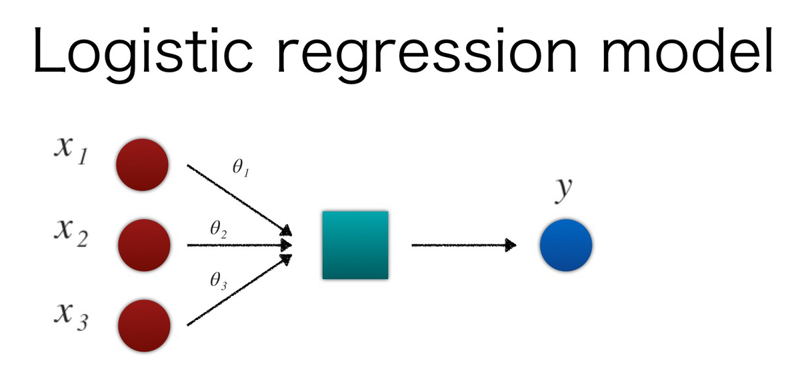 Logistic regression model
x1
θ1
y
x2
θ2
θ3
x3